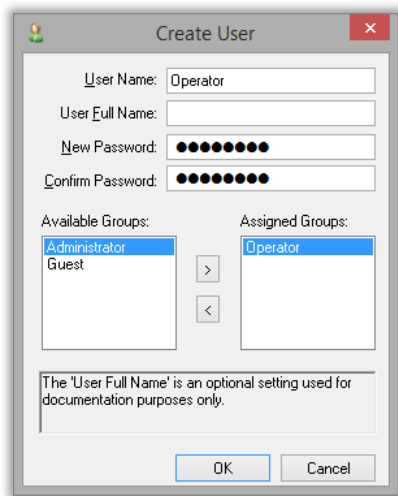 Create User
User Name: Operator
User Full Name:
New Password: ●●●●●●●●
Confirm Password: ●●●●●●●●
Available Groups: Assigned Groups:
Administrator Operator
Guest
>
<
The 'User Full Name' is an optional setting used for
documentation purposes only.
OK Cancel